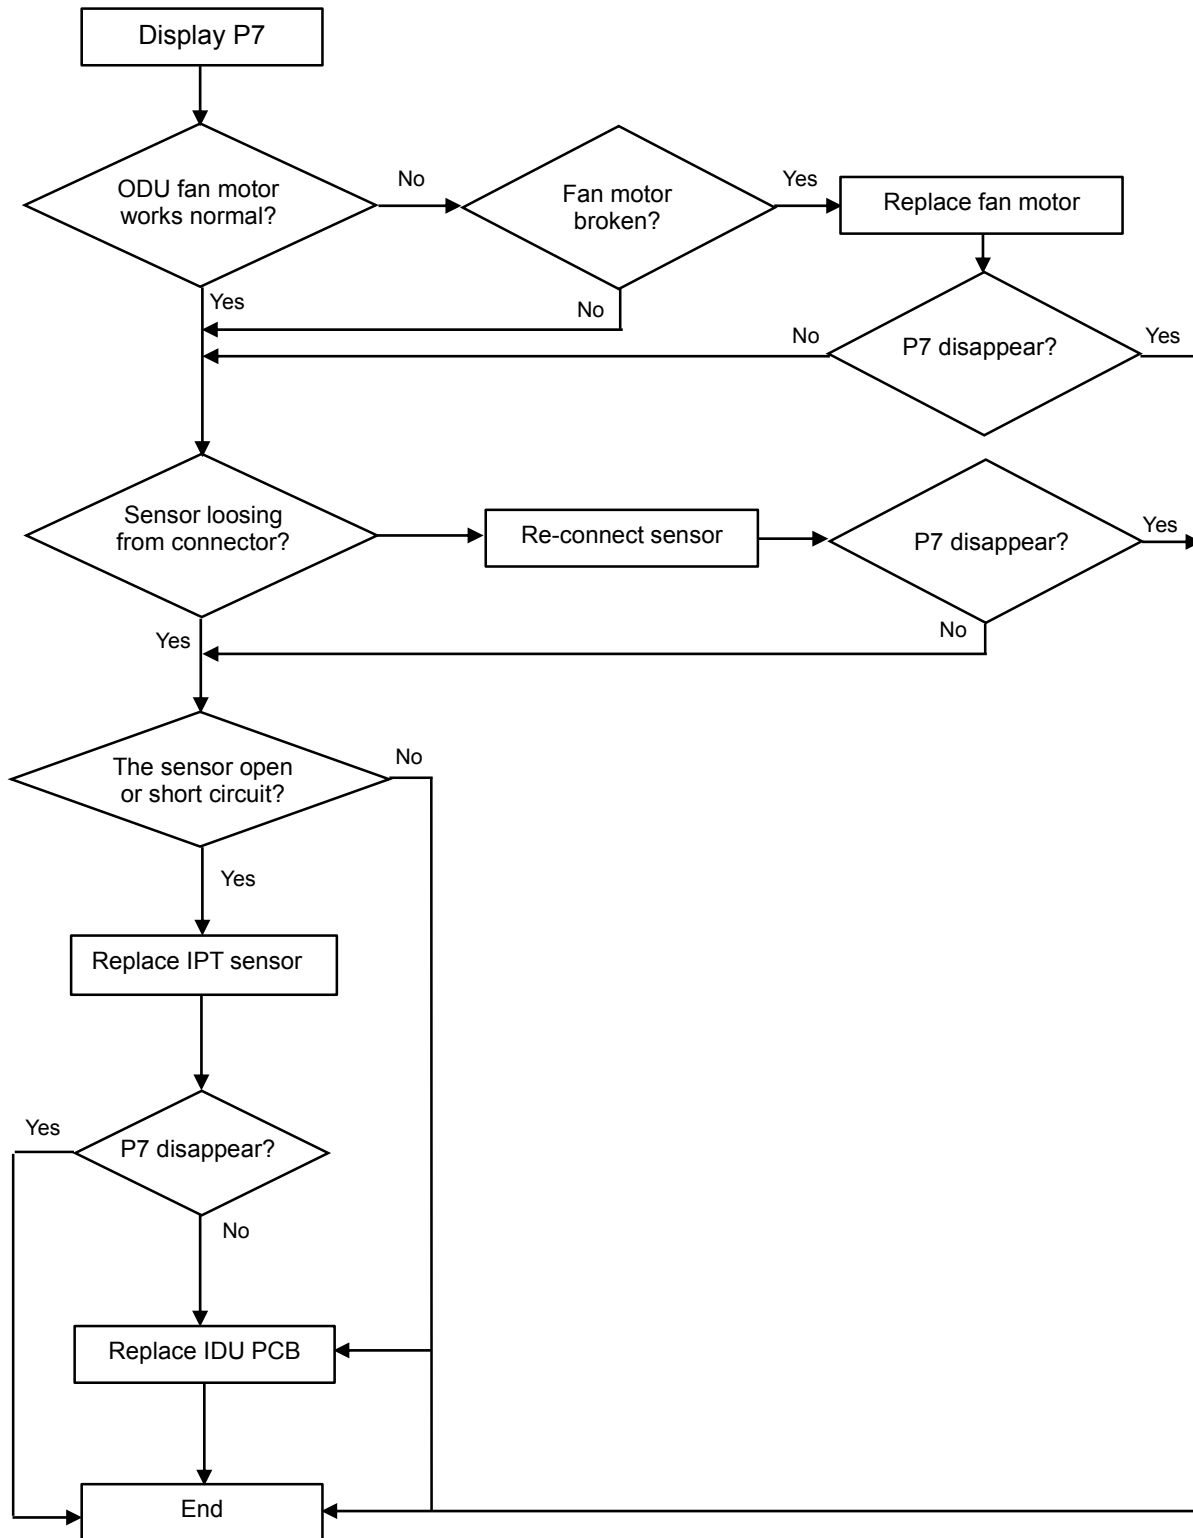 Display P7
ODU fan motor
works normal?
No
Fan motor
broken?
Yes
Replace fan motor
Yes
No
No
P7 disappear?
Yes
Sensor loosing
from connector?
Re-connect sensor
P7 disappear?
Yes
Yes
No
The sensor open
or short circuit?
No
Yes
Replace IPT sensor
Yes
P7 disappear?
No
Replace IDU PCB
End